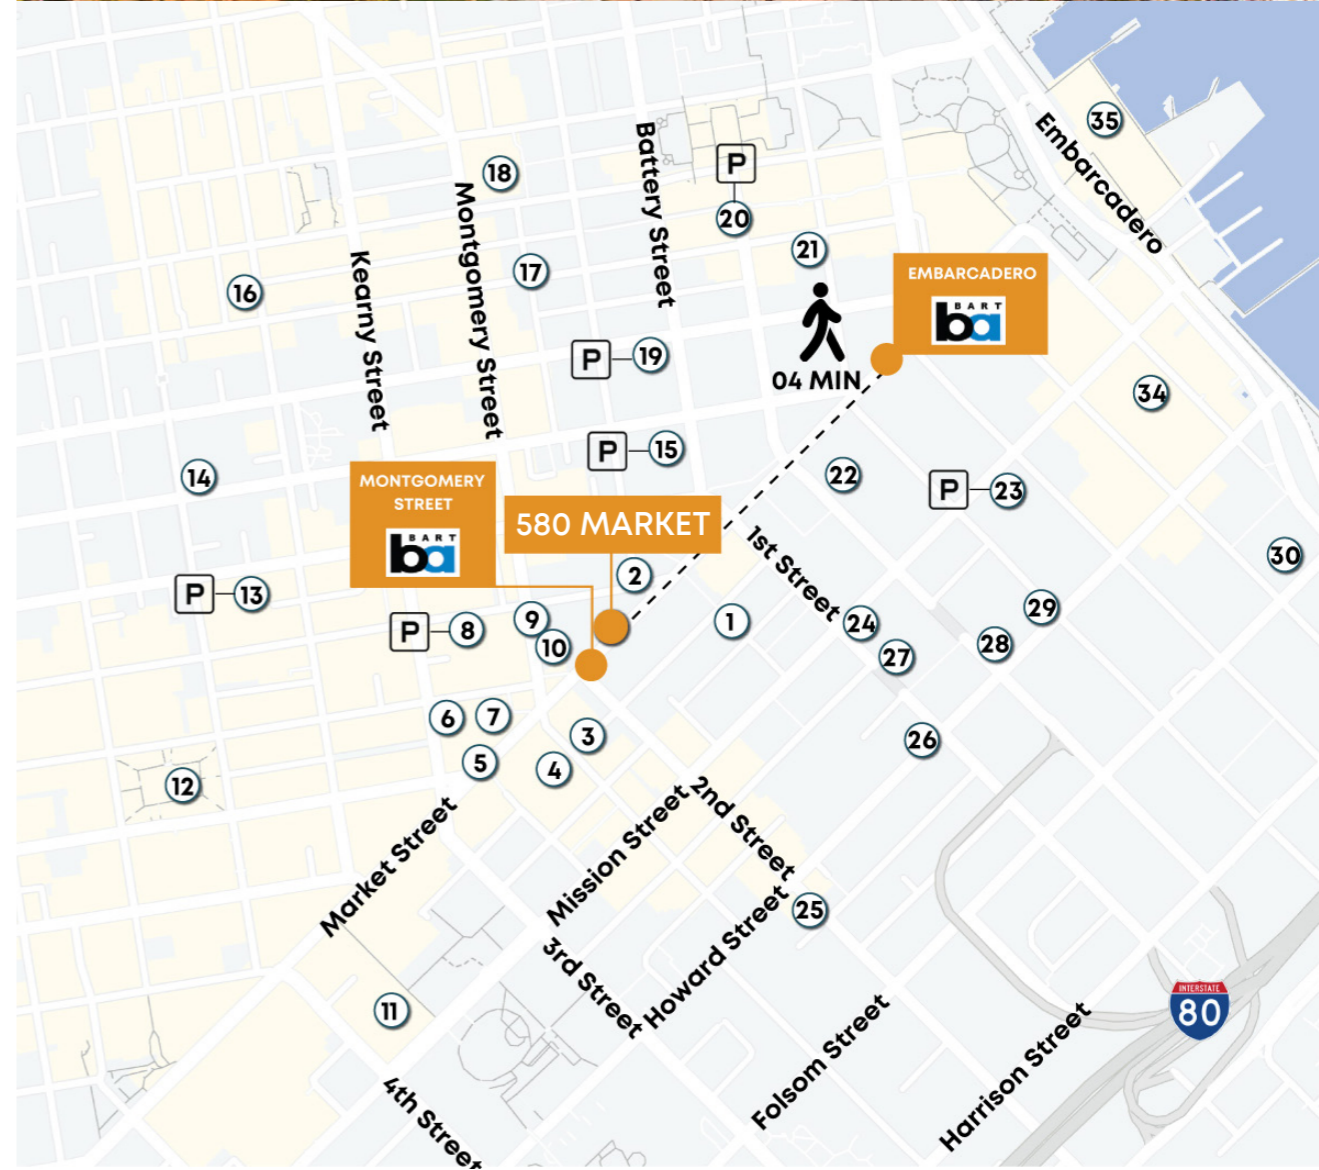 35
Embarcadero
Battery Street
P
20
18
Montgomery Street
21
EMBARCADERO
BART
ba
Kearny Street
17
16
P
19
04 MIN
34
P
15
14
22
P
23
MONTGOMERY
STREET
BART
ba
580 MARKET
1st Street
30
2
P
13
29
9
1
24
P
8
10
28
27
6
7
3
26
5
4
12
Market Street
Mission Street
2nd Street
25
Howard Street
3rd Street
11
Folsom Street
Harrison Street
INTERSTATE
80
4th Street